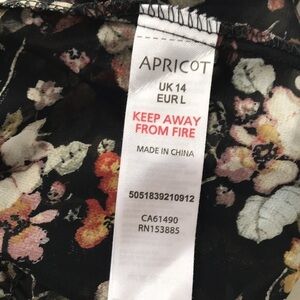 APRICOT
UK 14
EUR L
KEEP AWAY
FROM FIRE
MADE IN CHINA
5051839210912
CA61490
RN153885